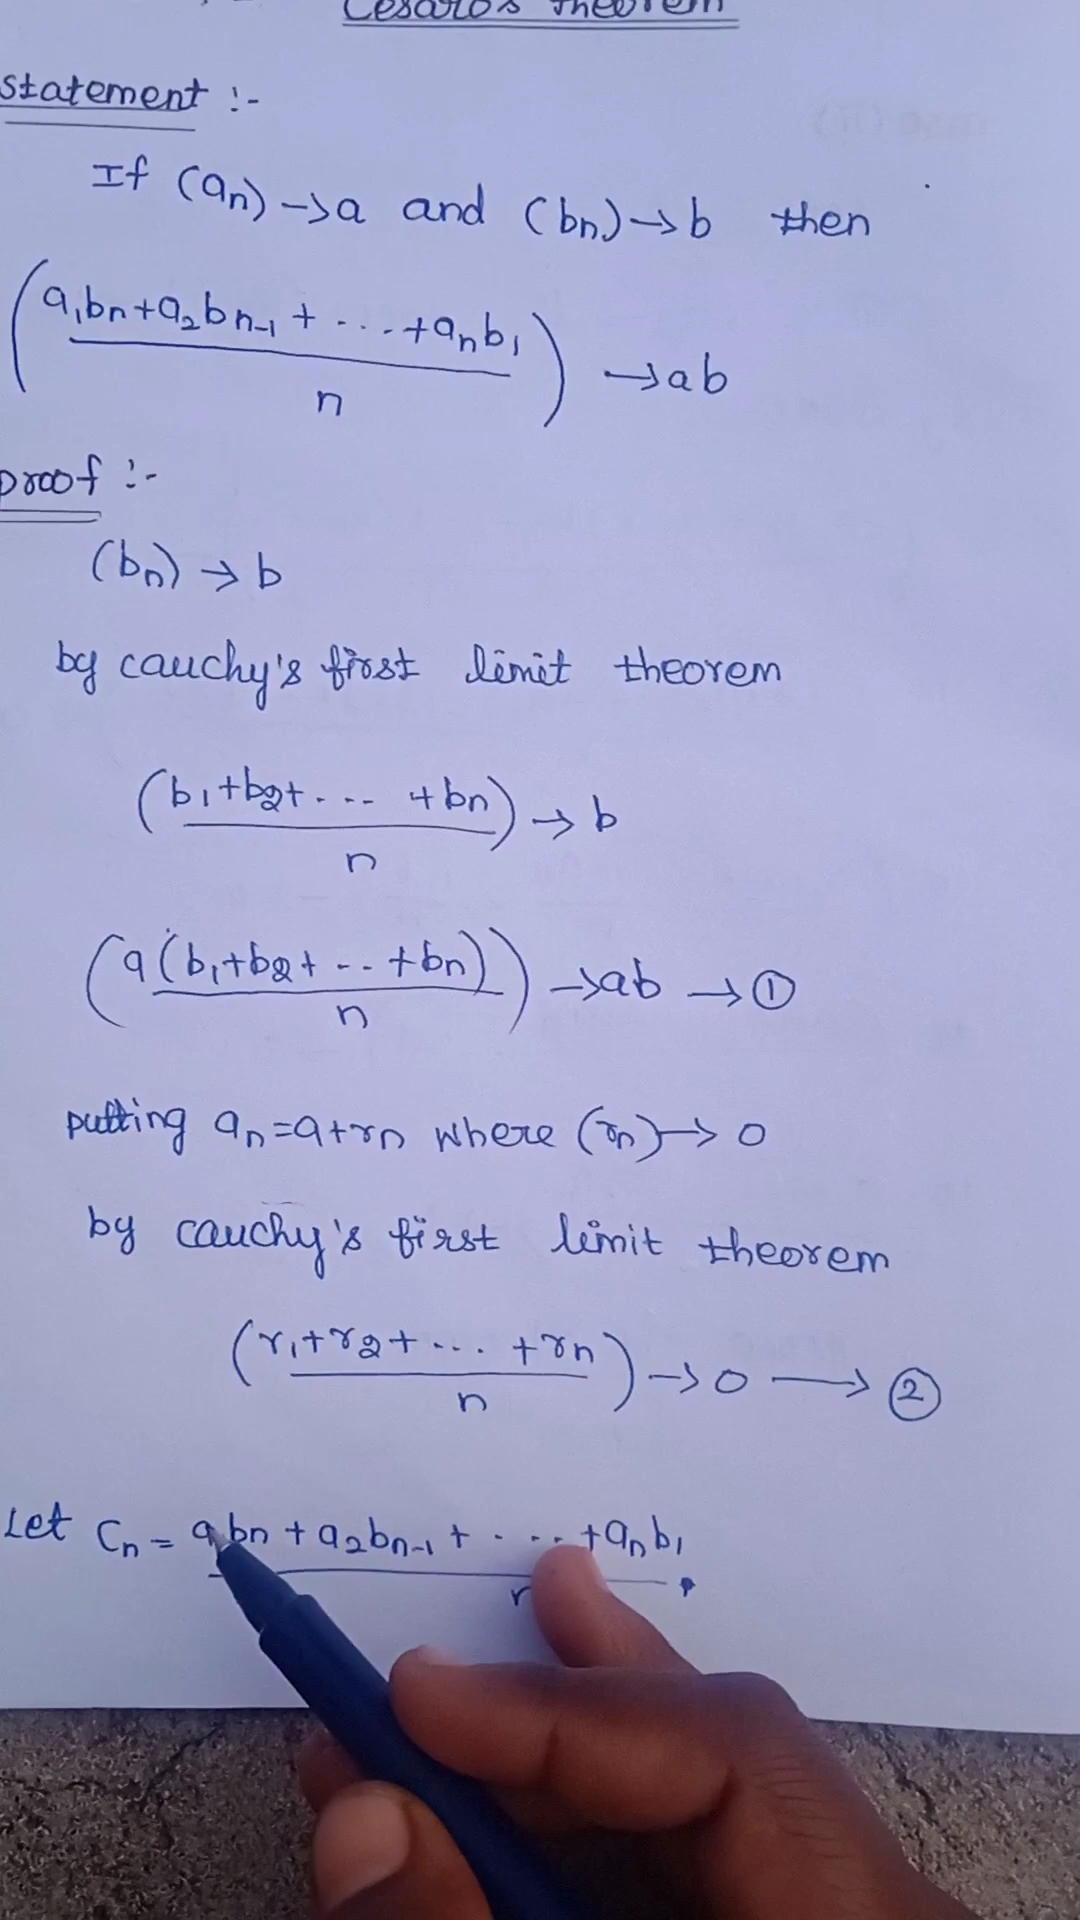 Cesaro's theorem
statement :-
If (an) → a and (bn) → b then
(a1bn+a2bn-1 + ... +anb1 / n) → ab
proof :-
(bn) → b
by cauchy's first limit theorem
(b1+b2+.... +bn / n) → b
(a(b1+b2+ ... +bn) / n) → ab → ①
putting an=a+rn where (rn) → 0
by cauchy's first limit theorem
(r1+r2+.... +rn / n) → 0 → ②
Let Cn = a1bn + a2bn-1 + .... +anb1 / n